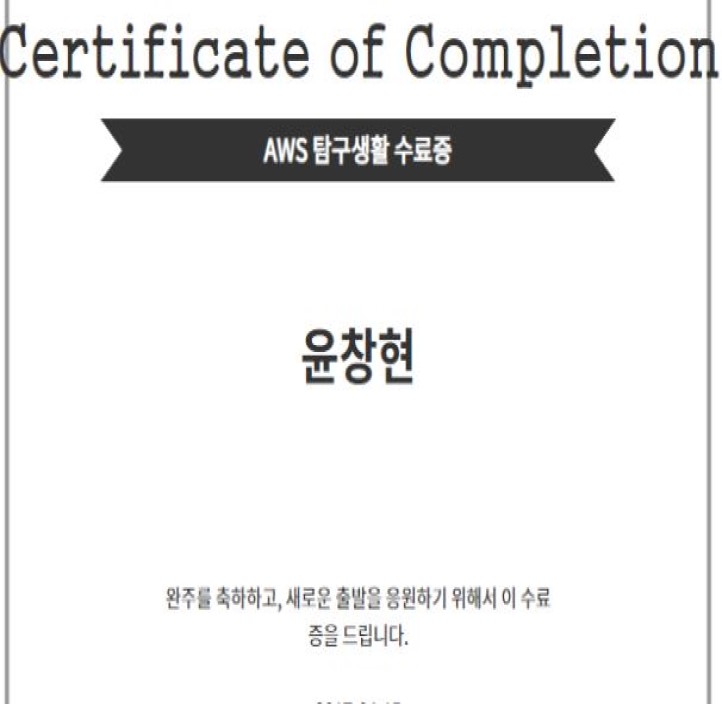 Certificate of Completion
AWS 탐구생활 수료증
윤창현
완주를 축하하고, 새로운 출발을 응원하기 위해서 이 수료
증을 드립니다.